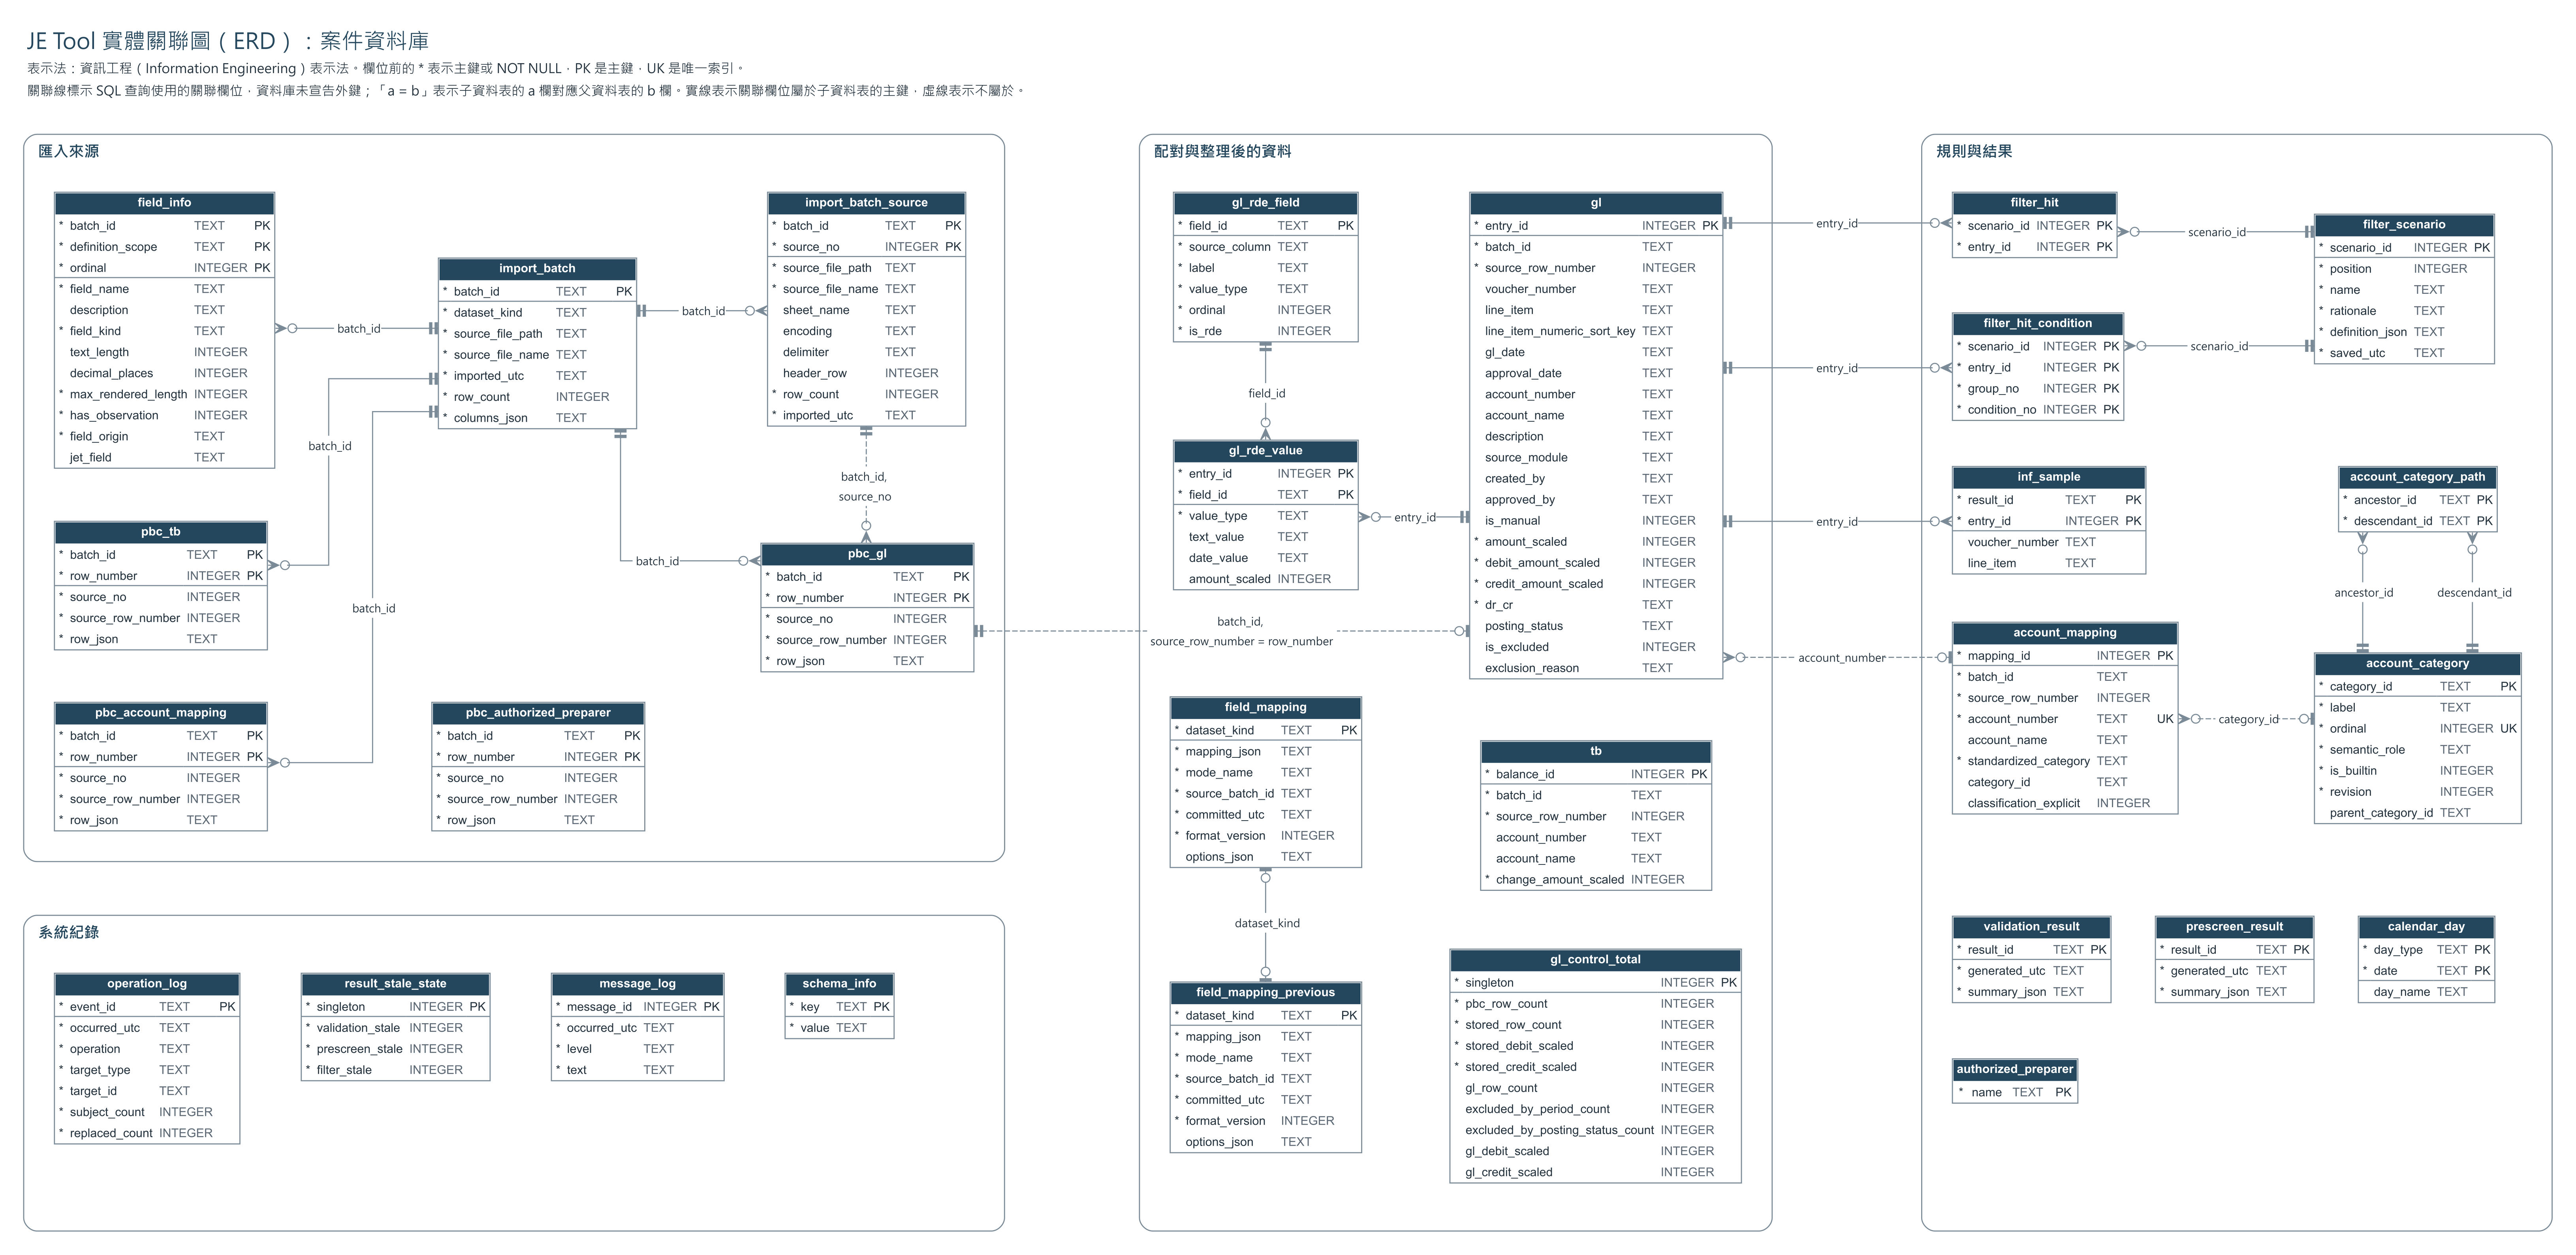 JE Tool 實體關聯圖（ERD）：案件資料庫
表示法：資訊工程（Information Engineering）表示法。欄位前的 * 表示主鍵或 NOT NULL，PK 是主鍵，UK 是唯一索引。
關聯線標示 SQL 查詢使用的關聯欄位，資料庫未宣告外鍵；「a = b」表示子資料表的 a 欄對應父資料表的 b 欄。實線表示關聯欄位屬於子資料表的主鍵，虛線表示不屬於。
匯入來源
field_info
* batch_id TEXT PK
* definition_scope TEXT PK
* ordinal INTEGER PK
* field_name TEXT
description TEXT
* field_kind TEXT
text_length INTEGER
decimal_places INTEGER
* max_rendered_length INTEGER
* has_observation INTEGER
* field_origin TEXT
jet_field TEXT
batch_id
import_batch
* batch_id TEXT PK
* dataset_kind TEXT
* source_file_path TEXT
* source_file_name TEXT
* imported_utc TEXT
* row_count INTEGER
* columns_json TEXT
batch_id
import_batch_source
* batch_id TEXT PK
* source_no INTEGER PK
* source_file_path TEXT
* source_file_name TEXT
sheet_name TEXT
encoding TEXT
delimiter TEXT
header_row INTEGER
* row_count INTEGER
* imported_utc TEXT
batch_id
batch_id,
source_no
pbc_tb
* batch_id TEXT PK
* row_number INTEGER PK
* source_no INTEGER
* source_row_number INTEGER
* row_json TEXT
batch_id
batch_id
pbc_gl
* batch_id TEXT PK
* row_number INTEGER PK
* source_no INTEGER
* source_row_number INTEGER
* row_json TEXT
pbc_account_mapping
* batch_id TEXT PK
* row_number INTEGER PK
* source_no INTEGER
* source_row_number INTEGER
* row_json TEXT
pbc_authorized_preparer
* batch_id TEXT PK
* row_number INTEGER PK
* source_no INTEGER
* source_row_number INTEGER
* row_json TEXT
batch_id,
source_row_number = row_number
系統紀錄
operation_log
* event_id TEXT PK
* occurred_utc TEXT
* operation TEXT
* target_type TEXT
* target_id TEXT
* subject_count INTEGER
* replaced_count INTEGER
result_stale_state
* singleton INTEGER PK
* validation_stale INTEGER
* prescreen_stale INTEGER
* filter_stale INTEGER
message_log
* message_id INTEGER PK
* occurred_utc TEXT
* level TEXT
* text TEXT
schema_info
* key TEXT PK
* value TEXT
配對與整理後的資料
gl_rde_field
* field_id TEXT PK
* source_column TEXT
* label TEXT
* value_type TEXT
* ordinal INTEGER
* is_rde INTEGER
field_id
gl_rde_value
* entry_id INTEGER PK
* field_id TEXT PK
* value_type TEXT
text_value TEXT
date_value TEXT
amount_scaled INTEGER
entry_id
gl
* entry_id INTEGER PK
* batch_id TEXT
* source_row_number INTEGER
voucher_number TEXT
line_item TEXT
line_item_numeric_sort_key TEXT
gl_date TEXT
approval_date TEXT
account_number TEXT
account_name TEXT
description TEXT
source_module TEXT
created_by TEXT
approved_by TEXT
is_manual INTEGER
* amount_scaled INTEGER
* debit_amount_scaled INTEGER
* credit_amount_scaled INTEGER
* dr_cr TEXT
posting_status TEXT
is_excluded INTEGER
exclusion_reason TEXT
field_mapping
* dataset_kind TEXT PK
* mapping_json TEXT
* mode_name TEXT
* source_batch_id TEXT
* committed_utc TEXT
* format_version INTEGER
options_json TEXT
dataset_kind
field_mapping_previous
* dataset_kind TEXT PK
* mapping_json TEXT
* mode_name TEXT
* source_batch_id TEXT
* committed_utc TEXT
* format_version INTEGER
options_json TEXT
tb
* balance_id INTEGER PK
* batch_id TEXT
* source_row_number INTEGER
account_number TEXT
account_name TEXT
* change_amount_scaled INTEGER
gl_control_total
* singleton INTEGER PK
* pbc_row_count INTEGER
* stored_row_count INTEGER
* stored_debit_scaled INTEGER
* stored_credit_scaled INTEGER
gl_row_count INTEGER
excluded_by_period_count INTEGER
excluded_by_posting_status_count INTEGER
gl_debit_scaled INTEGER
gl_credit_scaled INTEGER
entry_id
entry_id
entry_id
account_number
規則與結果
filter_hit
* scenario_id INTEGER PK
* entry_id INTEGER PK
scenario_id
filter_scenario
* scenario_id INTEGER PK
* position INTEGER
* name TEXT
* rationale TEXT
* definition_json TEXT
* saved_utc TEXT
filter_hit_condition
* scenario_id INTEGER PK
* entry_id INTEGER PK
* group_no INTEGER PK
* condition_no INTEGER PK
scenario_id
inf_sample
* result_id TEXT PK
* entry_id INTEGER PK
voucher_number TEXT
line_item TEXT
account_category_path
* ancestor_id TEXT PK
* descendant_id TEXT PK
ancestor_id
descendant_id
account_mapping
* mapping_id INTEGER PK
* batch_id TEXT
* source_row_number INTEGER
* account_number TEXT UK
account_name TEXT
* standardized_category TEXT
category_id TEXT
classification_explicit INTEGER
category_id
account_category
* category_id TEXT PK
* label TEXT
* ordinal INTEGER UK
* semantic_role TEXT
* is_builtin INTEGER
* revision INTEGER
parent_category_id TEXT
validation_result
* result_id TEXT PK
* generated_utc TEXT
* summary_json TEXT
prescreen_result
* result_id TEXT PK
* generated_utc TEXT
* summary_json TEXT
calendar_day
* day_type TEXT PK
* date TEXT PK
day_name TEXT
authorized_preparer
* name TEXT PK